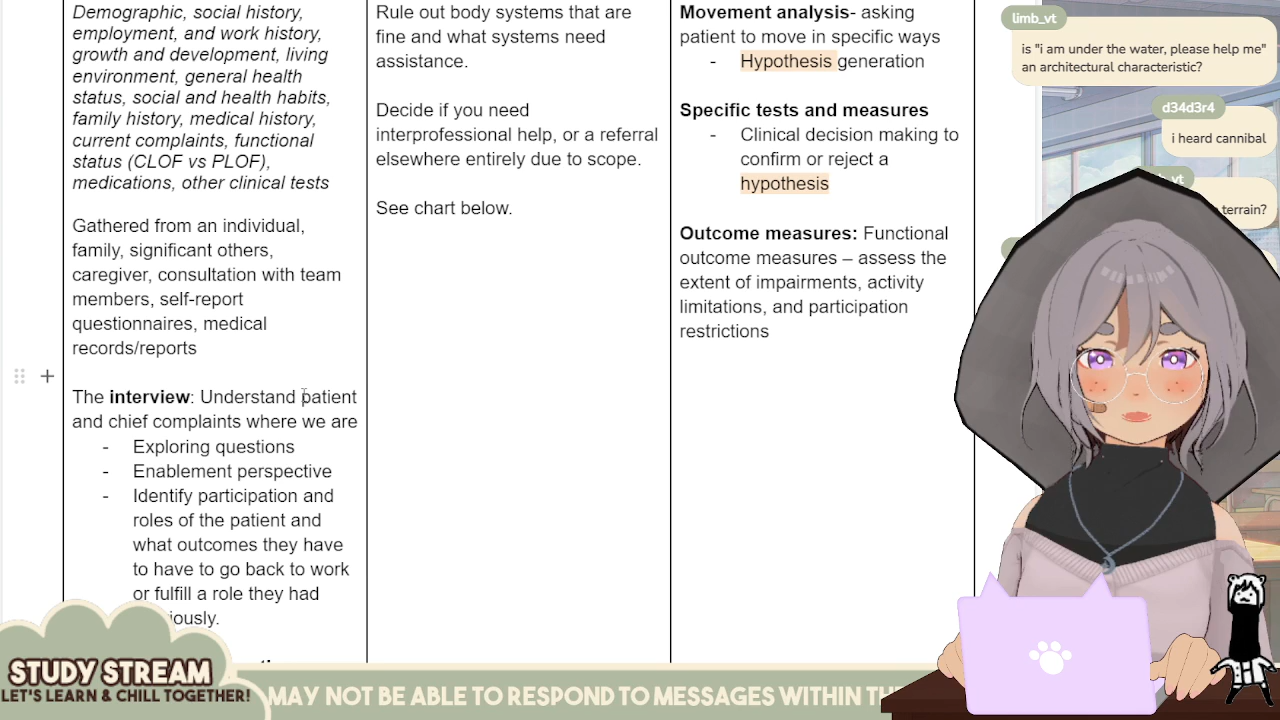 Demographic, social history,
employment, and work history,
growth and development, living
environment, general health
status, social and health habits,
family history, medical history,
current complaints, functional
status (CLOF vs PLOF),
medications, other clinical tests
Gathered from an individual,
family, significant others,
caregiver, consultation with team
members, self-report
questionnaires, medical
records/reports
The interview: Understand patient
and chief complaints where we are
- Exploring questions
- Enablement perspective
- Identify participation and
roles of the patient and
what outcomes they have
to have to go back to work
or fulfill a role they had
Rule out body systems that are
fine and what systems need
assistance.
Decide if you need
interprofessional help, or a referral
elsewhere entirely due to scope.
See chart below.
Movement analysis- asking
patient to move in specific ways
- Hypothesis generation
Specific tests and measures
- Clinical decision making to
confirm or reject a
hypothesis
Outcome measures: Functional
outcome measures – assess the
extent of impairments, activity
limitations, and participation
restrictions
limb_vt
is "i am under the water, please help me"
an architectural characteristic?
d34d3r4
i heard cannibal
terrain?
STUDY STREAM
LET'S LEARN & CHILL TOGETHER!
MAY NOT BE ABLE TO RESPOND TO MESSAGES WITHIN